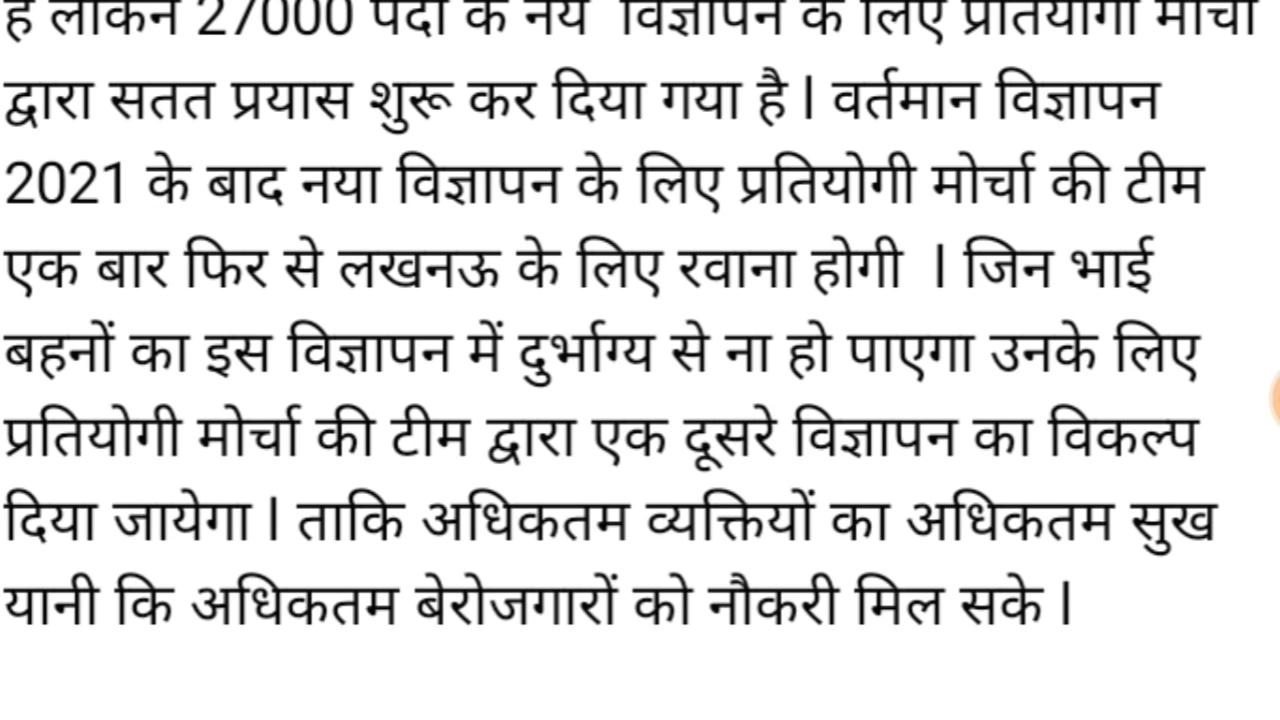 है लेकिन 27000 पदों के नये विज्ञापन के लिए प्रतियोगी मोर्चा
द्वारा सतत प्रयास शुरू कर दिया गया है। वर्तमान विज्ञापन
2021 के बाद नया विज्ञापन के लिए प्रतियोगी मोर्चा की टीम
एक बार फिर से लखनऊ के लिए रवाना होगी । जिन भाई
बहनों का इस विज्ञापन में दुर्भाग्य से ना हो पाएगा उनके लिए
प्रतियोगी मोर्चा की टीम द्वारा एक दूसरे विज्ञापन का विकल्प
दिया जायेगा। ताकि अधिकतम व्यक्तियों का अधिकतम सुख
यानी कि अधिकतम बेरोजगारों को नौकरी मिल सके।